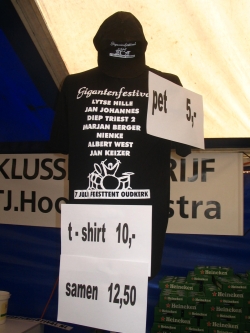 Gigantenfestival
LYTSE HILLE
JAN JOHANNES
DIEP TRIEST 2
MARJAN BERGER
NIENKE
ALBERT WEST
JAN KEIZER
7 JULI FEESTTENT OUDKERK
pet 5,-
KLUSS RIJF
TJ.Hoo stra
t - shirt 10,-
samen 12,50
Heineken